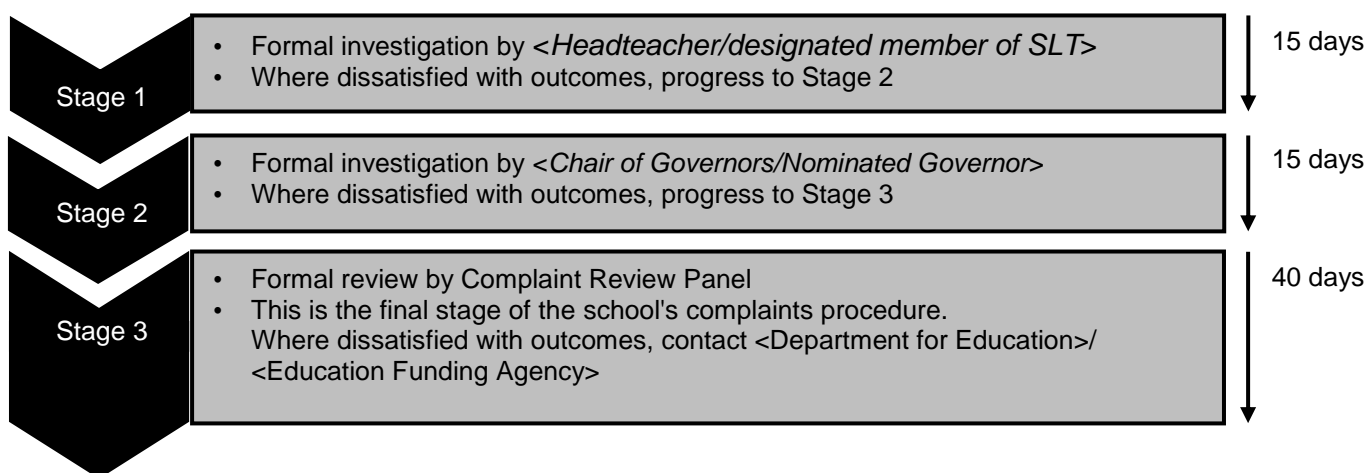 Stage 1
• Formal investigation by <Headteacher/designated member of SLT>
• Where dissatisfied with outcomes, progress to Stage 2
15 days
Stage 2
• Formal investigation by <Chair of Governors/Nominated Governor>
• Where dissatisfied with outcomes, progress to Stage 3
15 days
Stage 3
• Formal review by Complaint Review Panel
• This is the final stage of the school's complaints procedure.
Where dissatisfied with outcomes, contact <Department for Education>/
<Education Funding Agency>
40 days